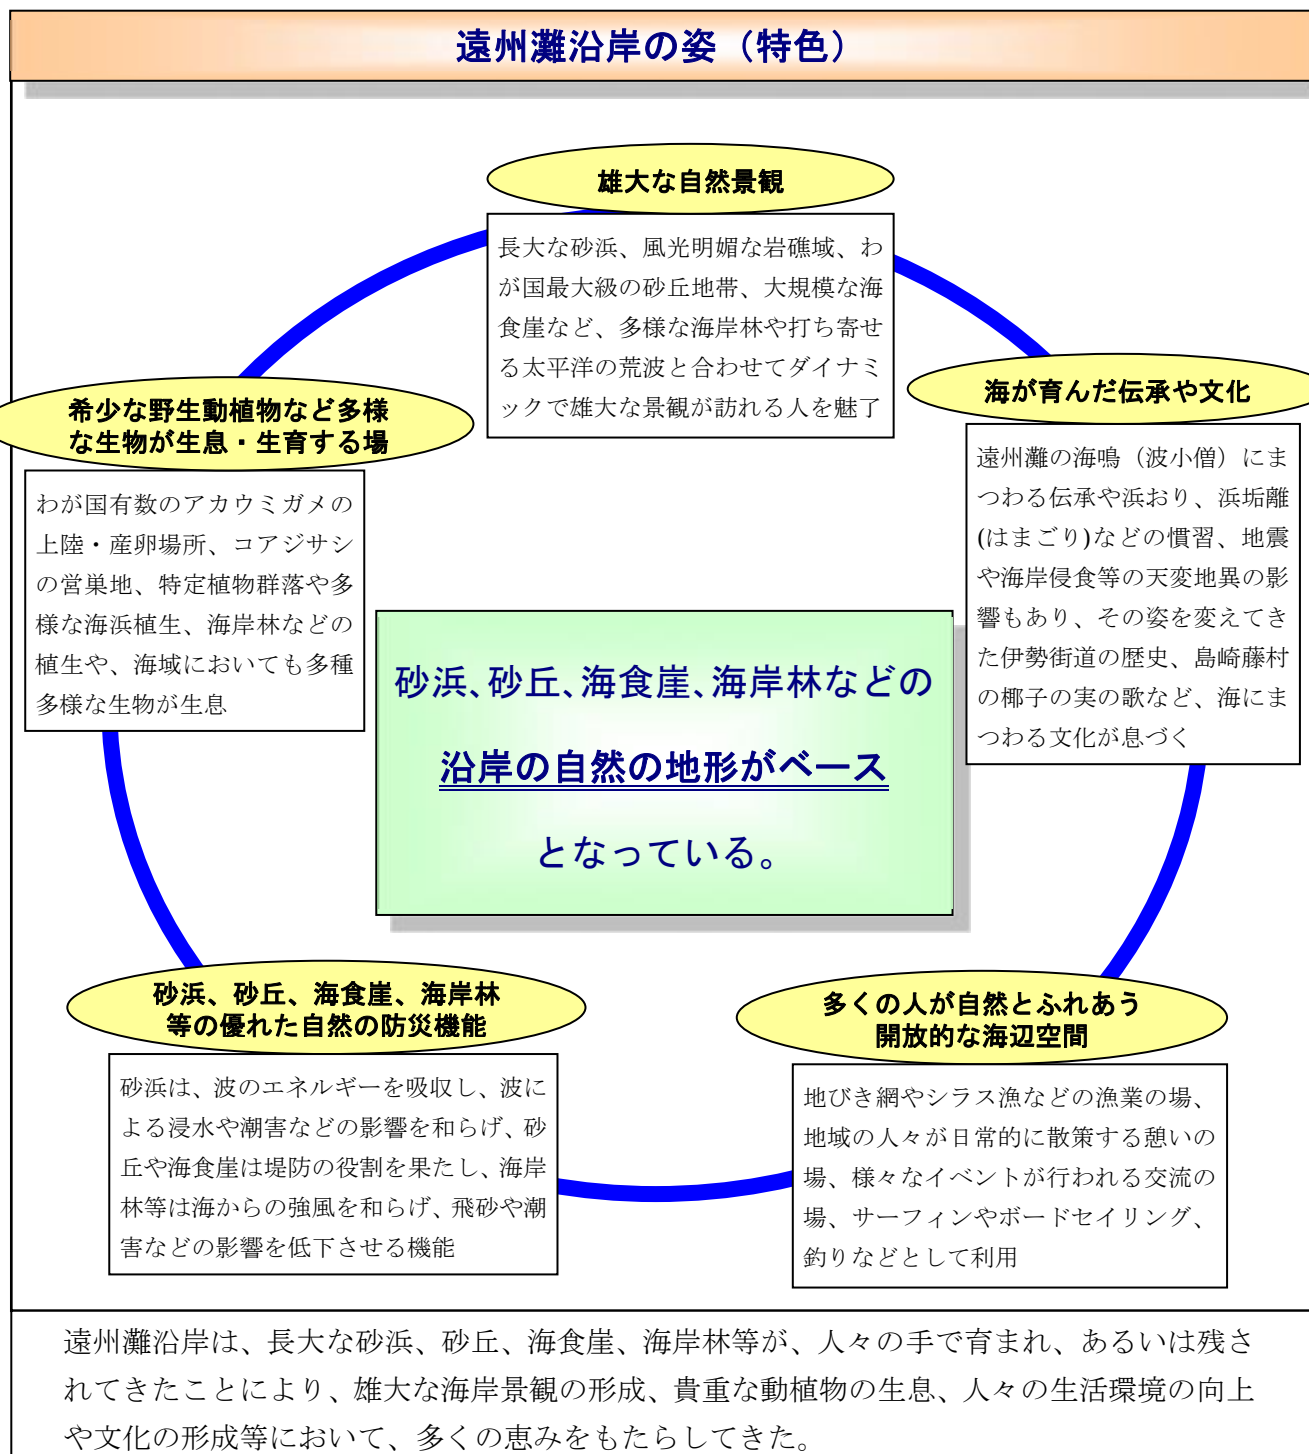 遠州灘沿岸の姿（特色）
雄大な自然景観
長大な砂浜、風光明媚な岩礁域、わ
が国最大級の砂丘地帯、大規模な海
食崖など、多様な海岸林や打ち寄せ
る太平洋の荒波と合わせてダイナミ
ックで雄大な景観が訪れる人を魅了
海が育んだ伝承や文化
遠州灘の海鳴（波小僧）にま
つわる伝承や浜おり、浜垢離
(はまごり)などの慣習、地震
や海岸侵食等の天変地異の影
響もあり、その姿を変えてき
た伊勢街道の歴史、島崎藤村
の椰子の実の歌など、海にま
つわる文化が息づく
希少な野生動植物など多様
な生物が生息・生育する場
わが国有数のアカウミガメの
上陸・産卵場所、コアジサシ
の営巣地、特定植物群落や多
様な海浜植生、海岸林などの
植生や、海域においても多種
多様な生物が生息
砂浜、砂丘、海食崖、海岸林などの
沿岸の自然の地形がベース
となっている。
砂浜、砂丘、海食崖、海岸林
等の優れた自然の防災機能
砂浜は、波のエネルギーを吸収し、波に
よる浸水や潮害などの影響を和らげ、砂
丘や海食崖は堤防の役割を果たし、海岸
林等は海からの強風を和らげ、飛砂や潮
害などの影響を低下させる機能
多くの人が自然とふれあう
開放的な海辺空間
地びき網やシラス漁などの漁業の場、
地域の人々が日常的に散策する憩いの
場、様々なイベントが行われる交流の
場、サーフィンやボードセイリング、
釣りなどとして利用
遠州灘沿岸は、長大な砂浜、砂丘、海食崖、海岸林等が、人々の手で育まれ、あるいは残さ
れてきたことにより、雄大な海岸景観の形成、貴重な動植物の生息、人々の生活環境の向上
や文化の形成等において、多くの恵みをもたらしてきた。